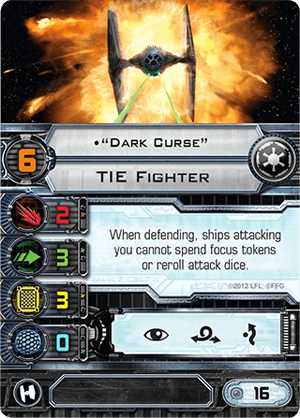 •“Dark Curse”
6
TIE Fighter
2
3
3
0
When defending, ships attacking
you cannot spend focus tokens
or reroll attack dice.
©2012 LFL ©FFG
16